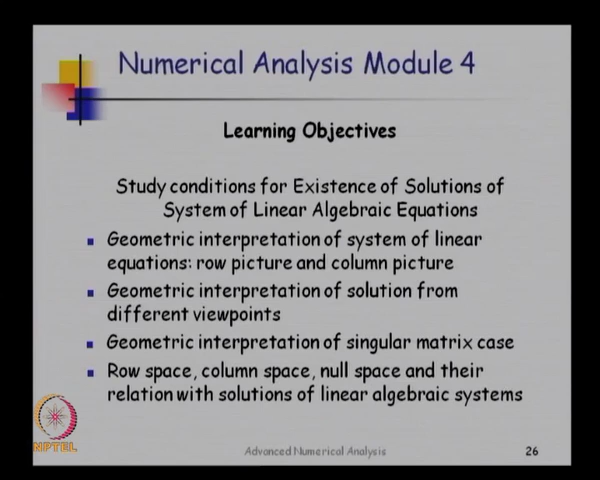 Numerical Analysis Module 4
Learning Objectives
Study conditions for Existence of Solutions of
System of Linear Algebraic Equations
Geometric interpretation of system of linear
equations: row picture and column picture
Geometric interpretation of solution from
different viewpoints
Geometric interpretation of singular matrix case
Row space, column space, null space and their
relation with solutions of linear algebraic systems
NPTEL
Advanced Numerical Analysis
26